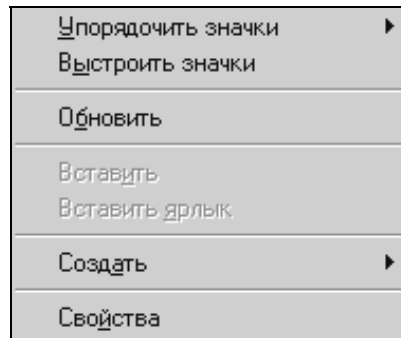 Упорядочить значки
Выстроить значки
Обновить
Вставить
Вставить ярлык
Создать
Свойства